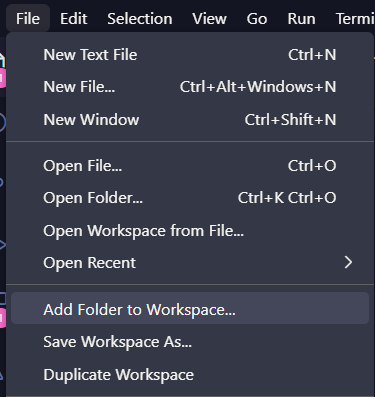 File Edit Selection View Go Run Termi
New Text File Ctrl+N
New File... Ctrl+Alt+Windows+N
New Window Ctrl+Shift+N
Open File... Ctrl+O
Open Folder... Ctrl+K Ctrl+O
Open Workspace from File...
Open Recent
Add Folder to Workspace...
Save Workspace As...
Duplicate Workspace